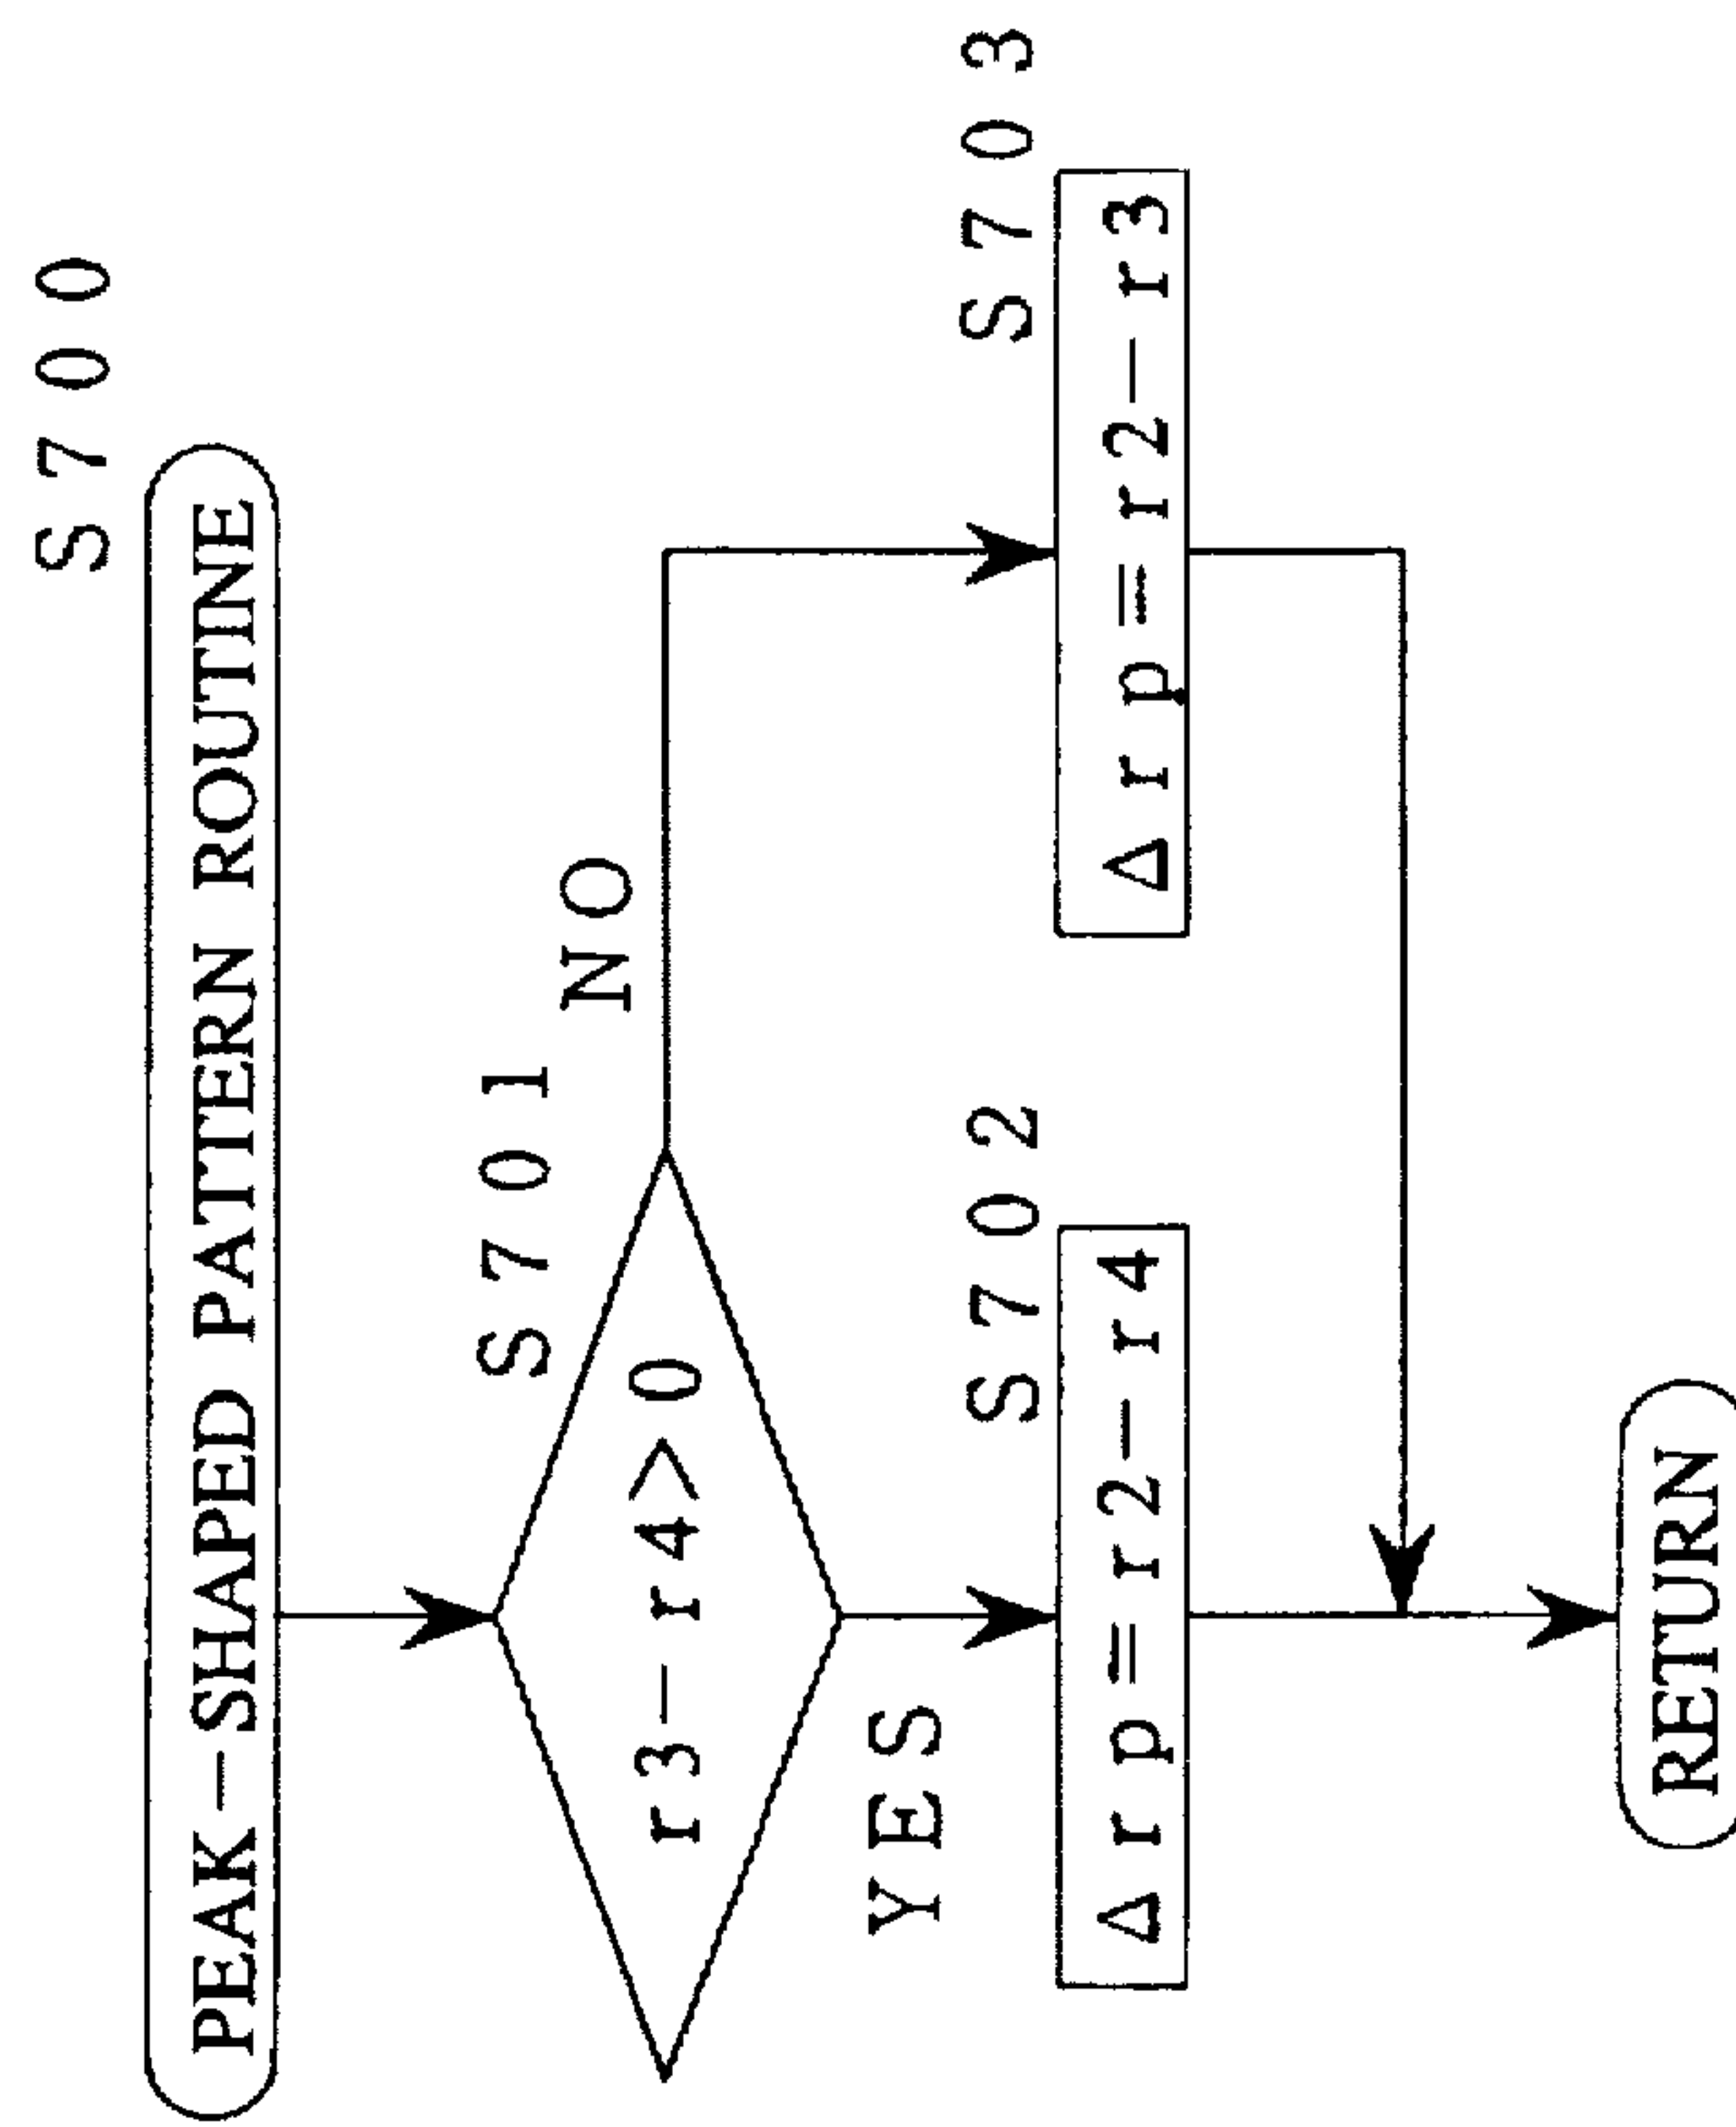 S700
PEAK-SHAPED PATTERN ROUTINE
S701
r3-r4>0
NO
YES
S702
Δrp=r2-r4
S703
Δrp=r2-r3
RETURN